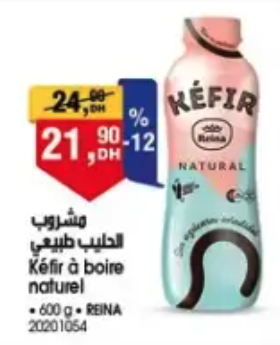 24,90 DH
21,90 DH
% -12
مشروب
الحليب طبيعي
Kéfir à boire
naturel
• 600 g • REINA
20201054
KÉFIR
Reina
NATURAL